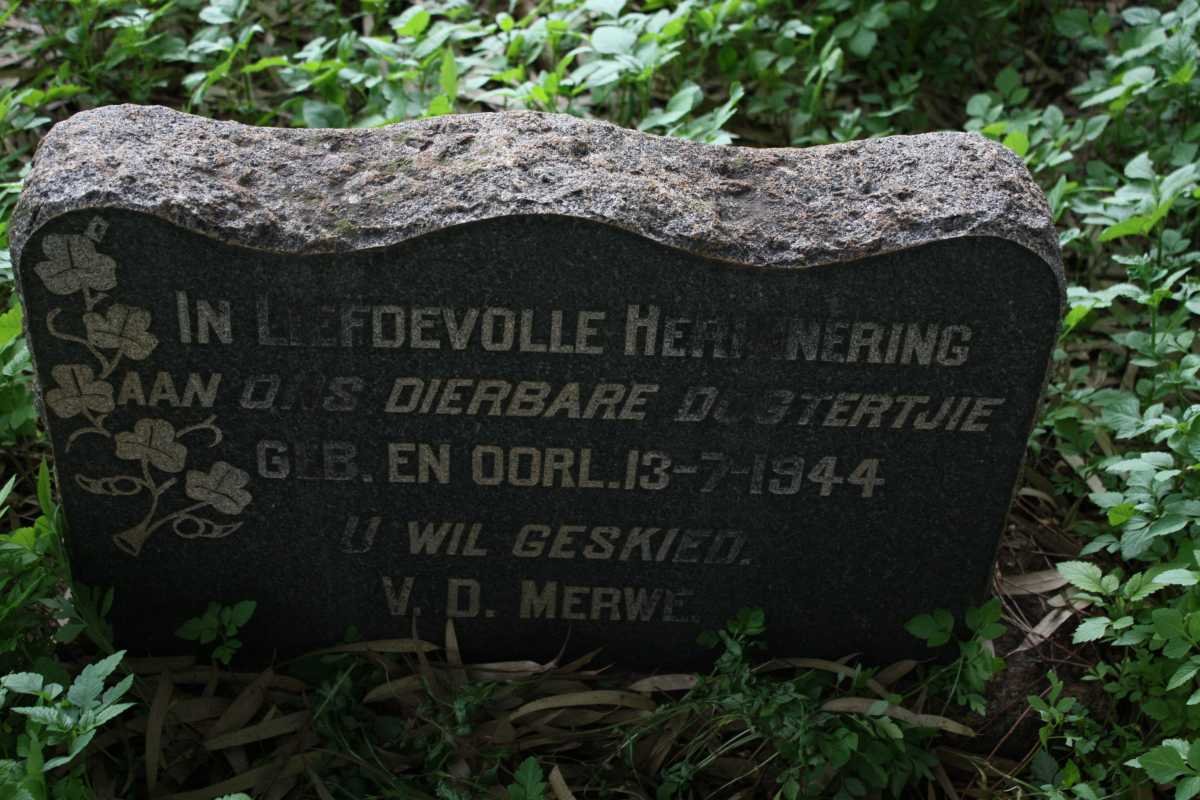 IN LIEFDEVOLLE HERINNERING
AAN ONS DIERBARE DOGTERTJIE
GEB. EN OORL. 13-7-1944
U WIL GESKIED.
V. D. MERWE.